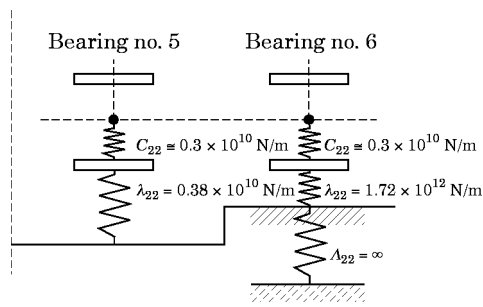 Bearing no. 5
Bearing no. 6
C₂₂ ≅ 0.3 × 10¹⁰ N/m
C₂₂ ≅ 0.3 × 10¹⁰ N/m
λ₂₂ = 0.38 × 10¹⁰ N/m
λ₂₂ = 1.72 × 10¹² N/m
Λ₂₂ = ∞